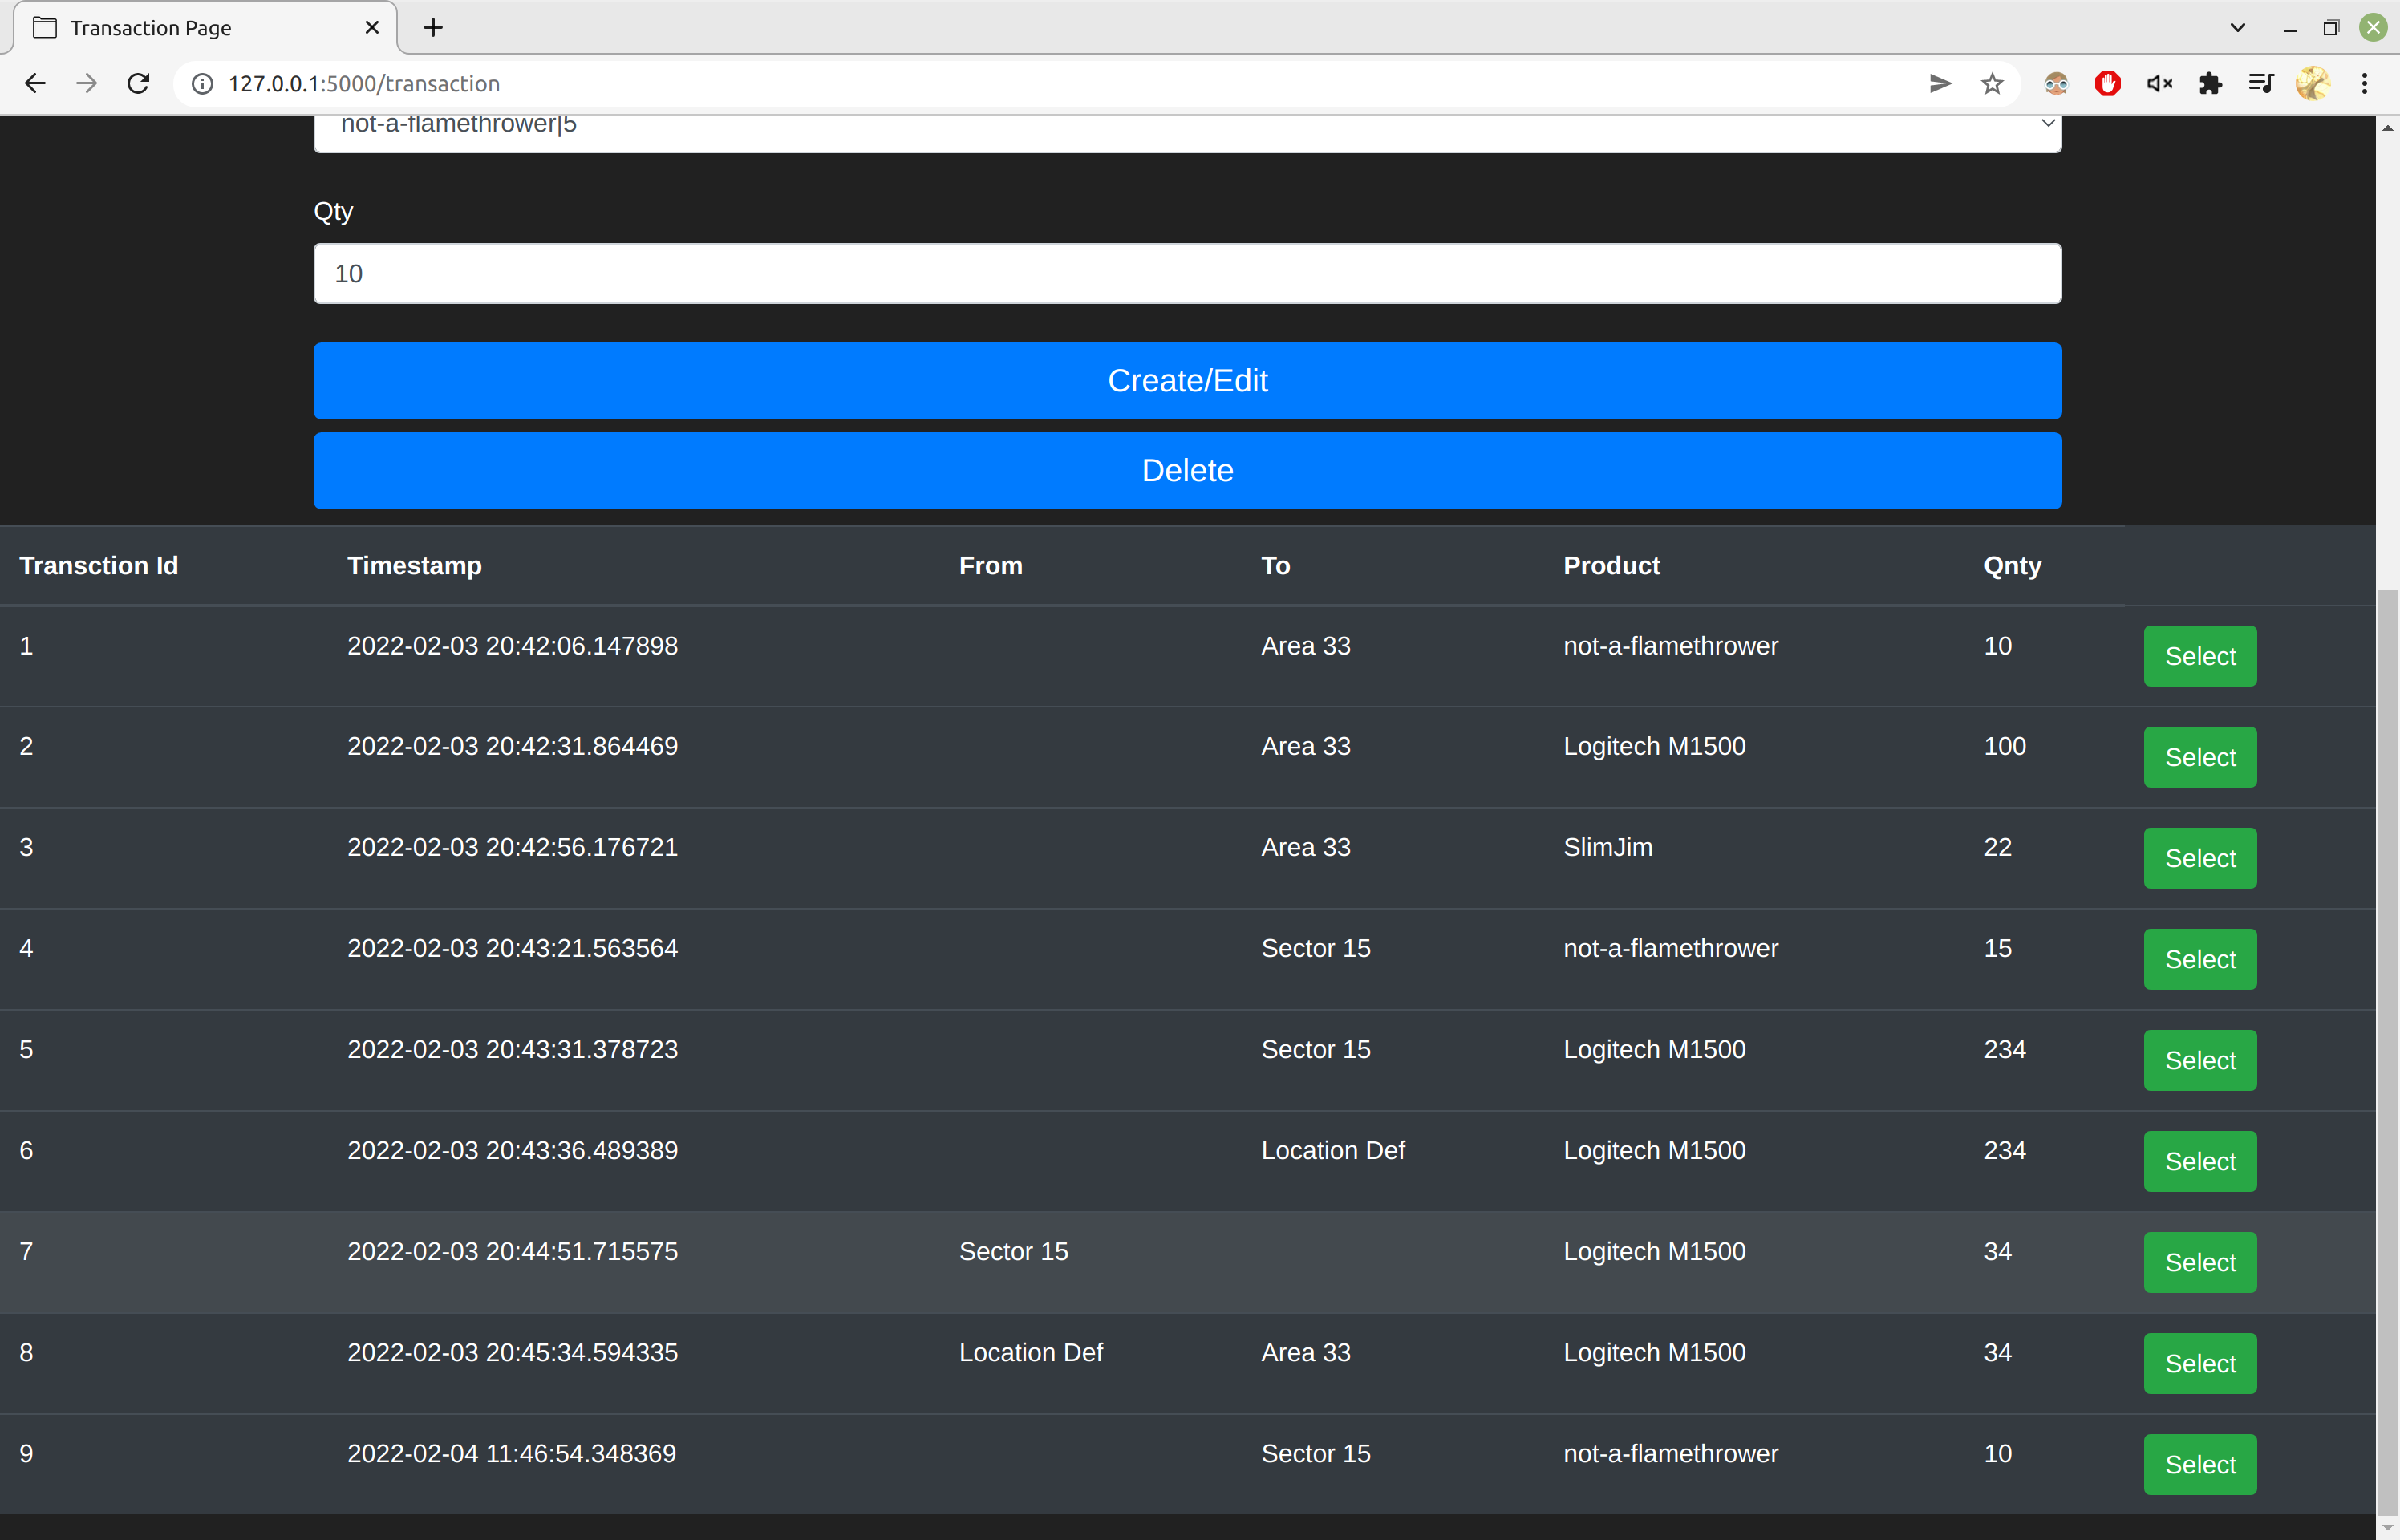 Transaction Page
127.0.0.1:5000/transaction
not-a-flamethrower|5
Qty
10
Create/Edit
Delete
Transction Id Timestamp From To Product Qnty
1 2022-02-03 20:42:06.147898 Area 33 not-a-flamethrower 10 Select
2 2022-02-03 20:42:31.864469 Area 33 Logitech M1500 100 Select
3 2022-02-03 20:42:56.176721 Area 33 SlimJim 22 Select
4 2022-02-03 20:43:21.563564 Sector 15 not-a-flamethrower 15 Select
5 2022-02-03 20:43:31.378723 Sector 15 Logitech M1500 234 Select
6 2022-02-03 20:43:36.489389 Location Def Logitech M1500 234 Select
7 2022-02-03 20:44:51.715575 Sector 15 Logitech M1500 34 Select
8 2022-02-03 20:45:34.594335 Location Def Area 33 Logitech M1500 34 Select
9 2022-02-04 11:46:54.348369 Sector 15 not-a-flamethrower 10 Select